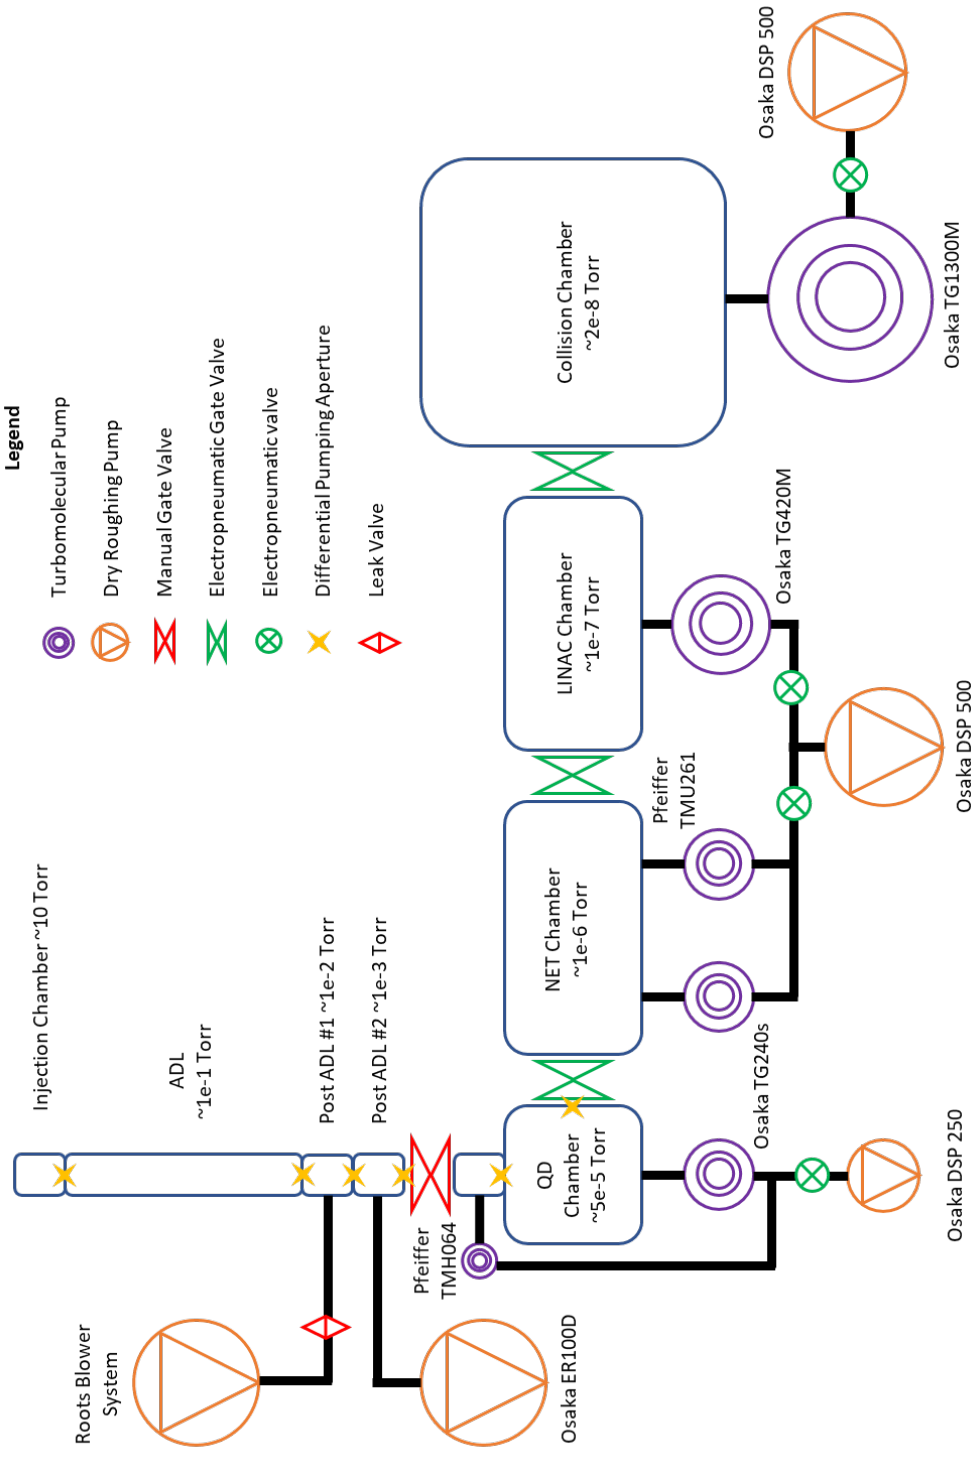 Injection Chamber ~10 Torr
ADL
~1e-1 Torr
Post ADL #1 ~1e-2 Torr
Post ADL #2 ~1e-3 Torr
Legend
Turbomolecular Pump
Dry Roughing Pump
Manual Gate Valve
Electropneumatic Gate Valve
Electropneumatic valve
Differential Pumping Aperture
Leak Valve
Roots Blower
System
Osaka ER100D
Pfeiffer
TMH064
QD
Chamber
~5e-5 Torr
NET Chamber
~1e-6 Torr
LINAC Chamber
~1e-7 Torr
Collision Chamber
~2e-8 Torr
Osaka TG240s
Pfeiffer
TMU261
Osaka TG420M
Osaka TG1300M
Osaka DSP 250
Osaka DSP 500
Osaka DSP 500